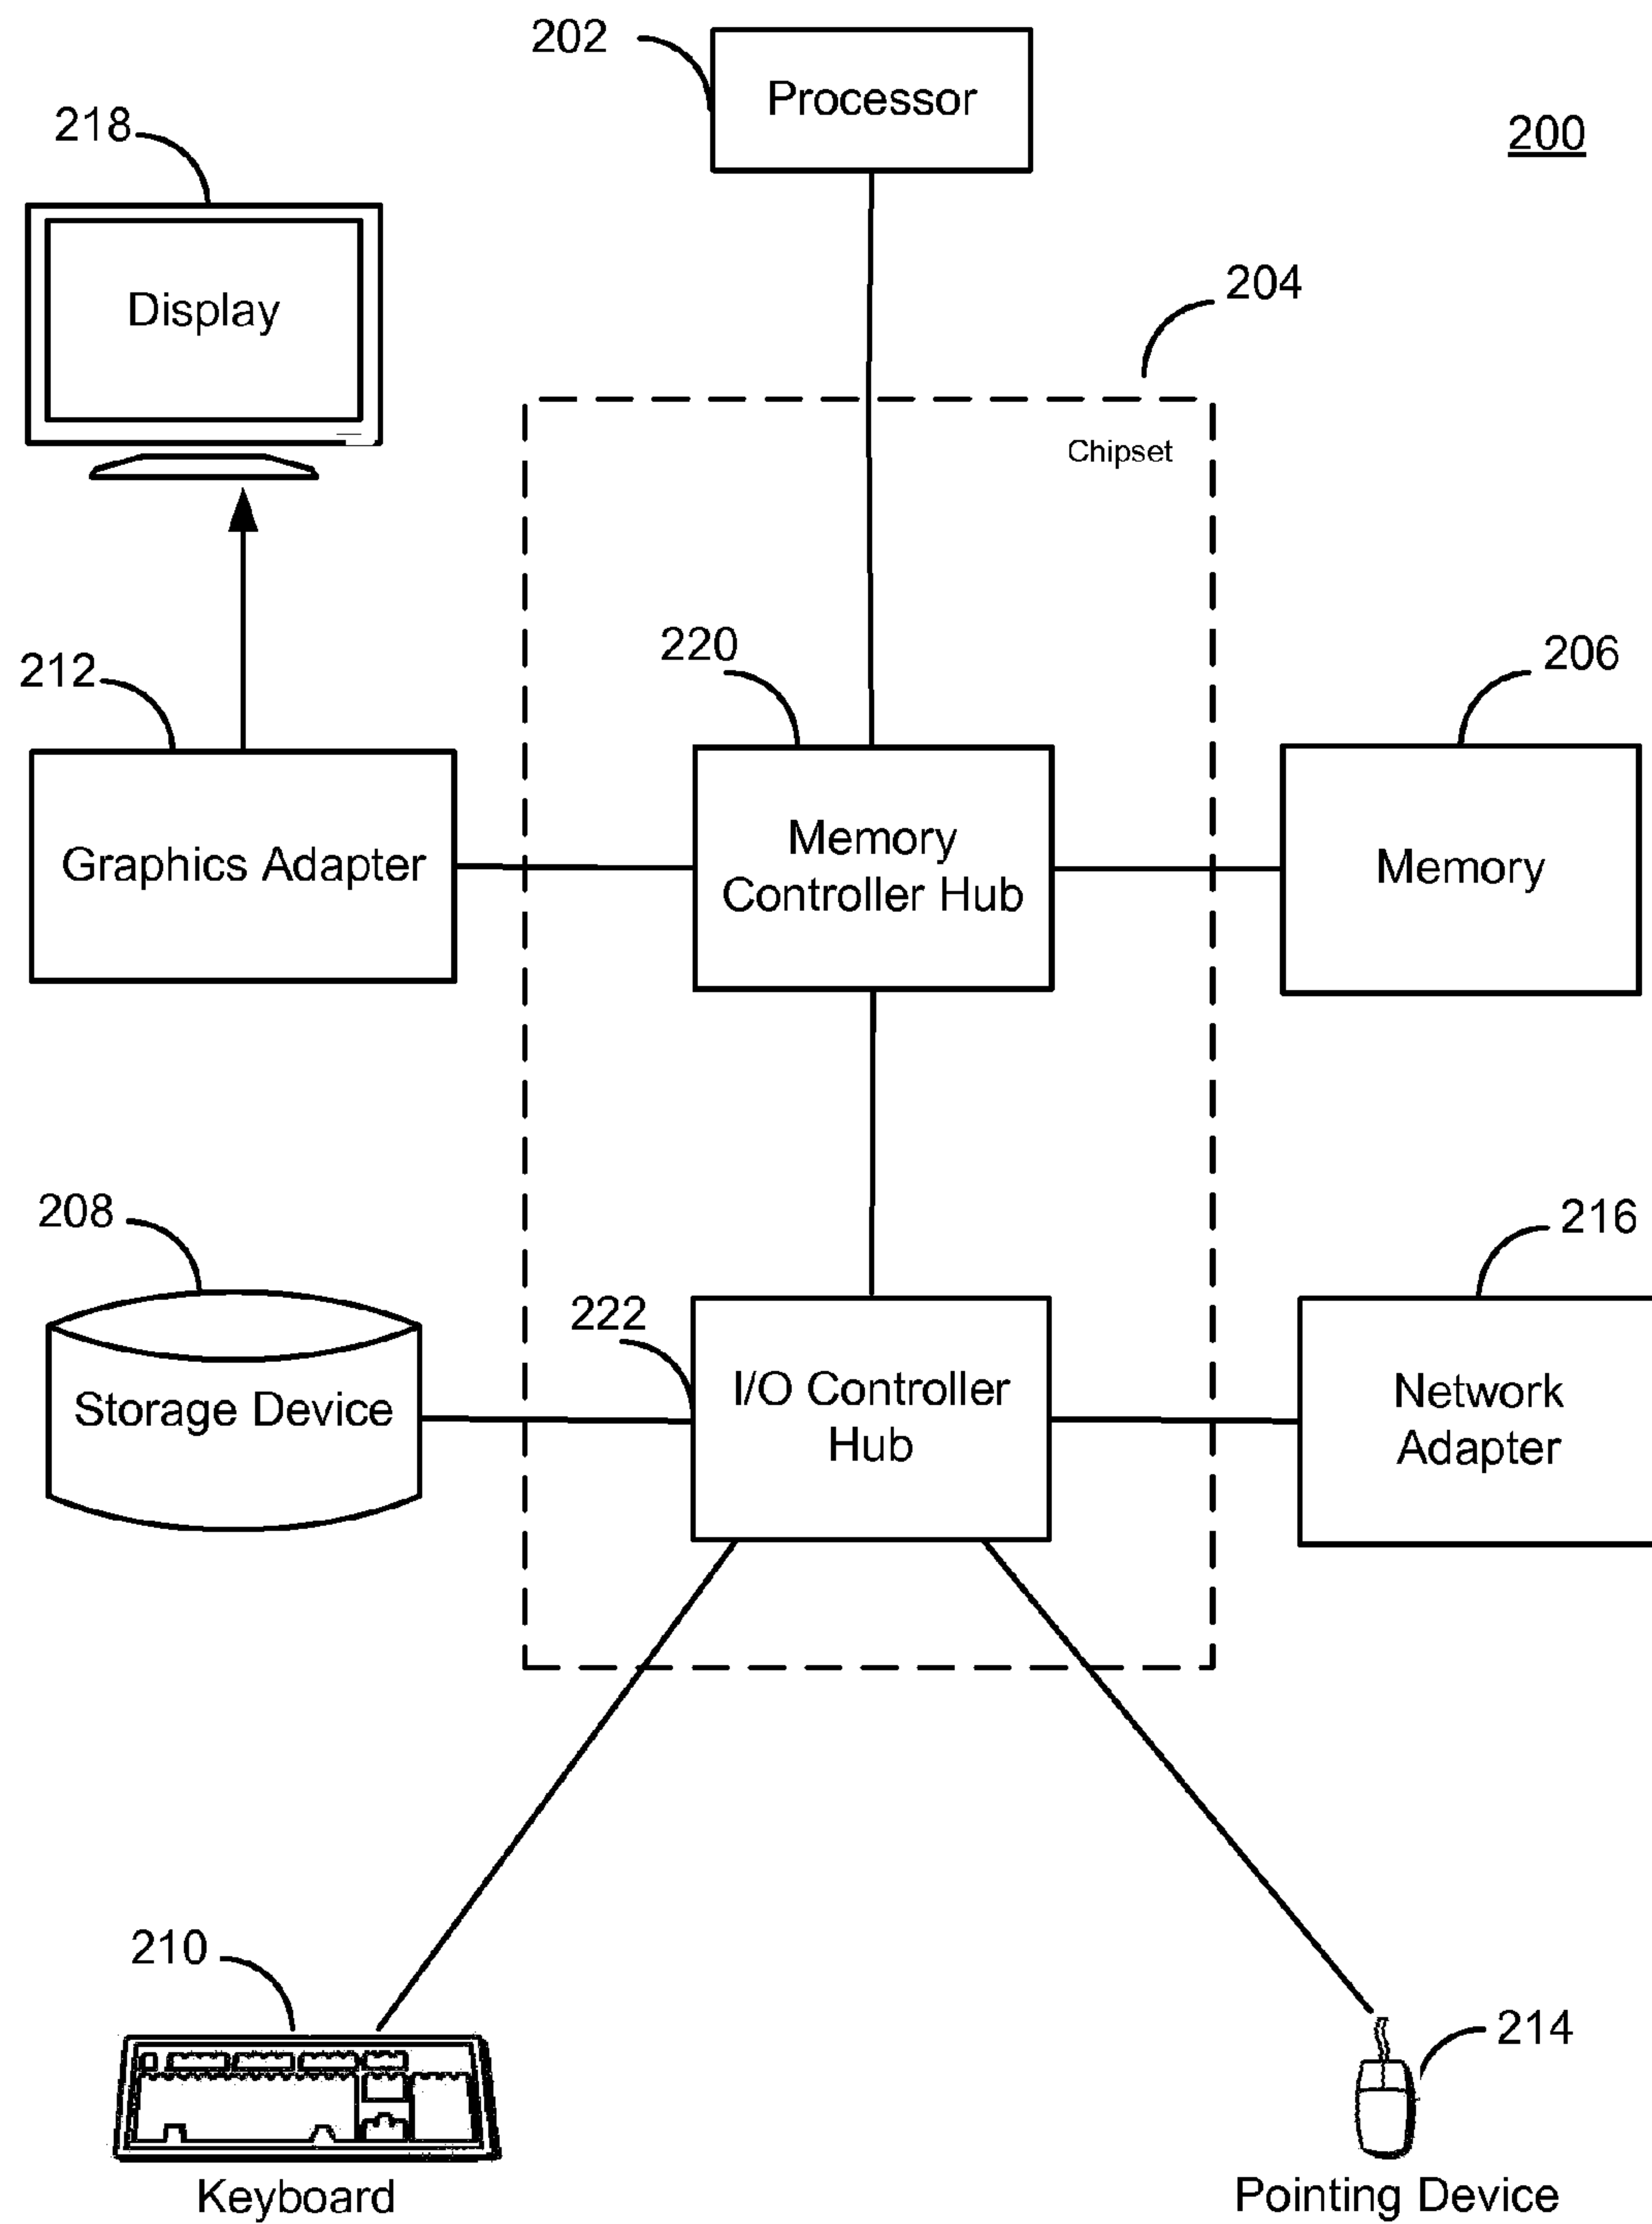 202
Processor
200
218
Display
204
Chipset
220
206
212
Memory
Controller Hub
Graphics Adapter
Memory
208
216
222
I/O Controller
Hub
Storage Device
Network
Adapter
210
214
Keyboard
Pointing Device